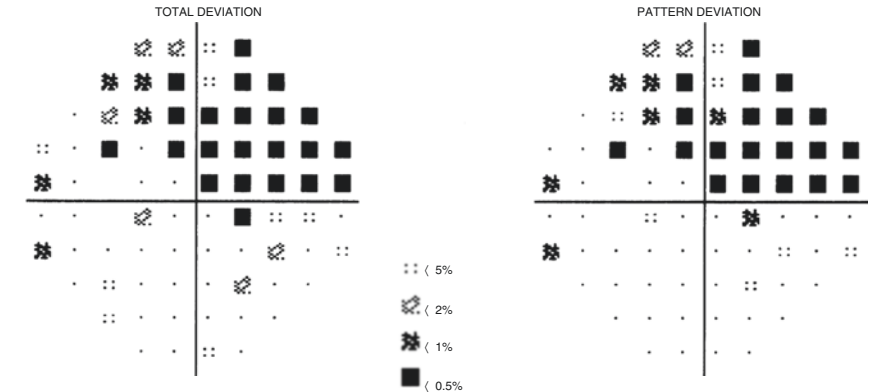 TOTAL DEVIATION
PATTERN DEVIATION
〈 5%
〈 2%
〈 1%
〈 0.5%